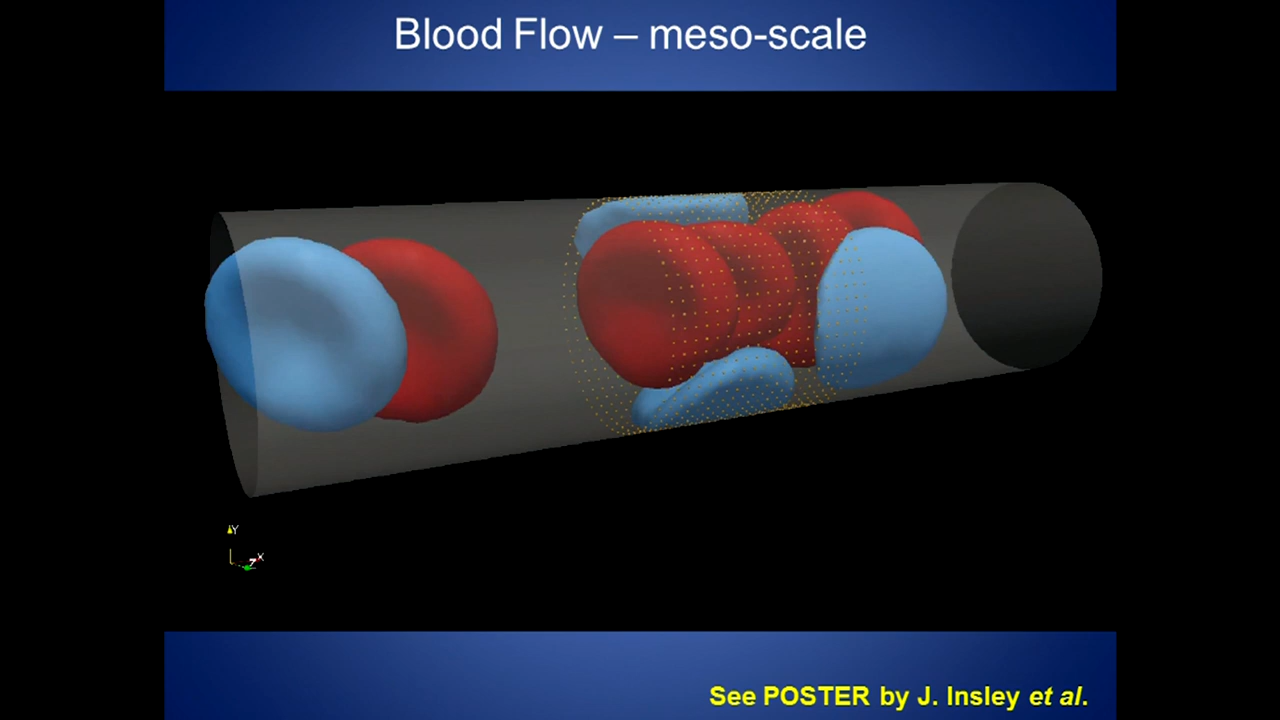 Blood Flow – meso-scale
Y
Z X
See POSTER by J. Insley et al.